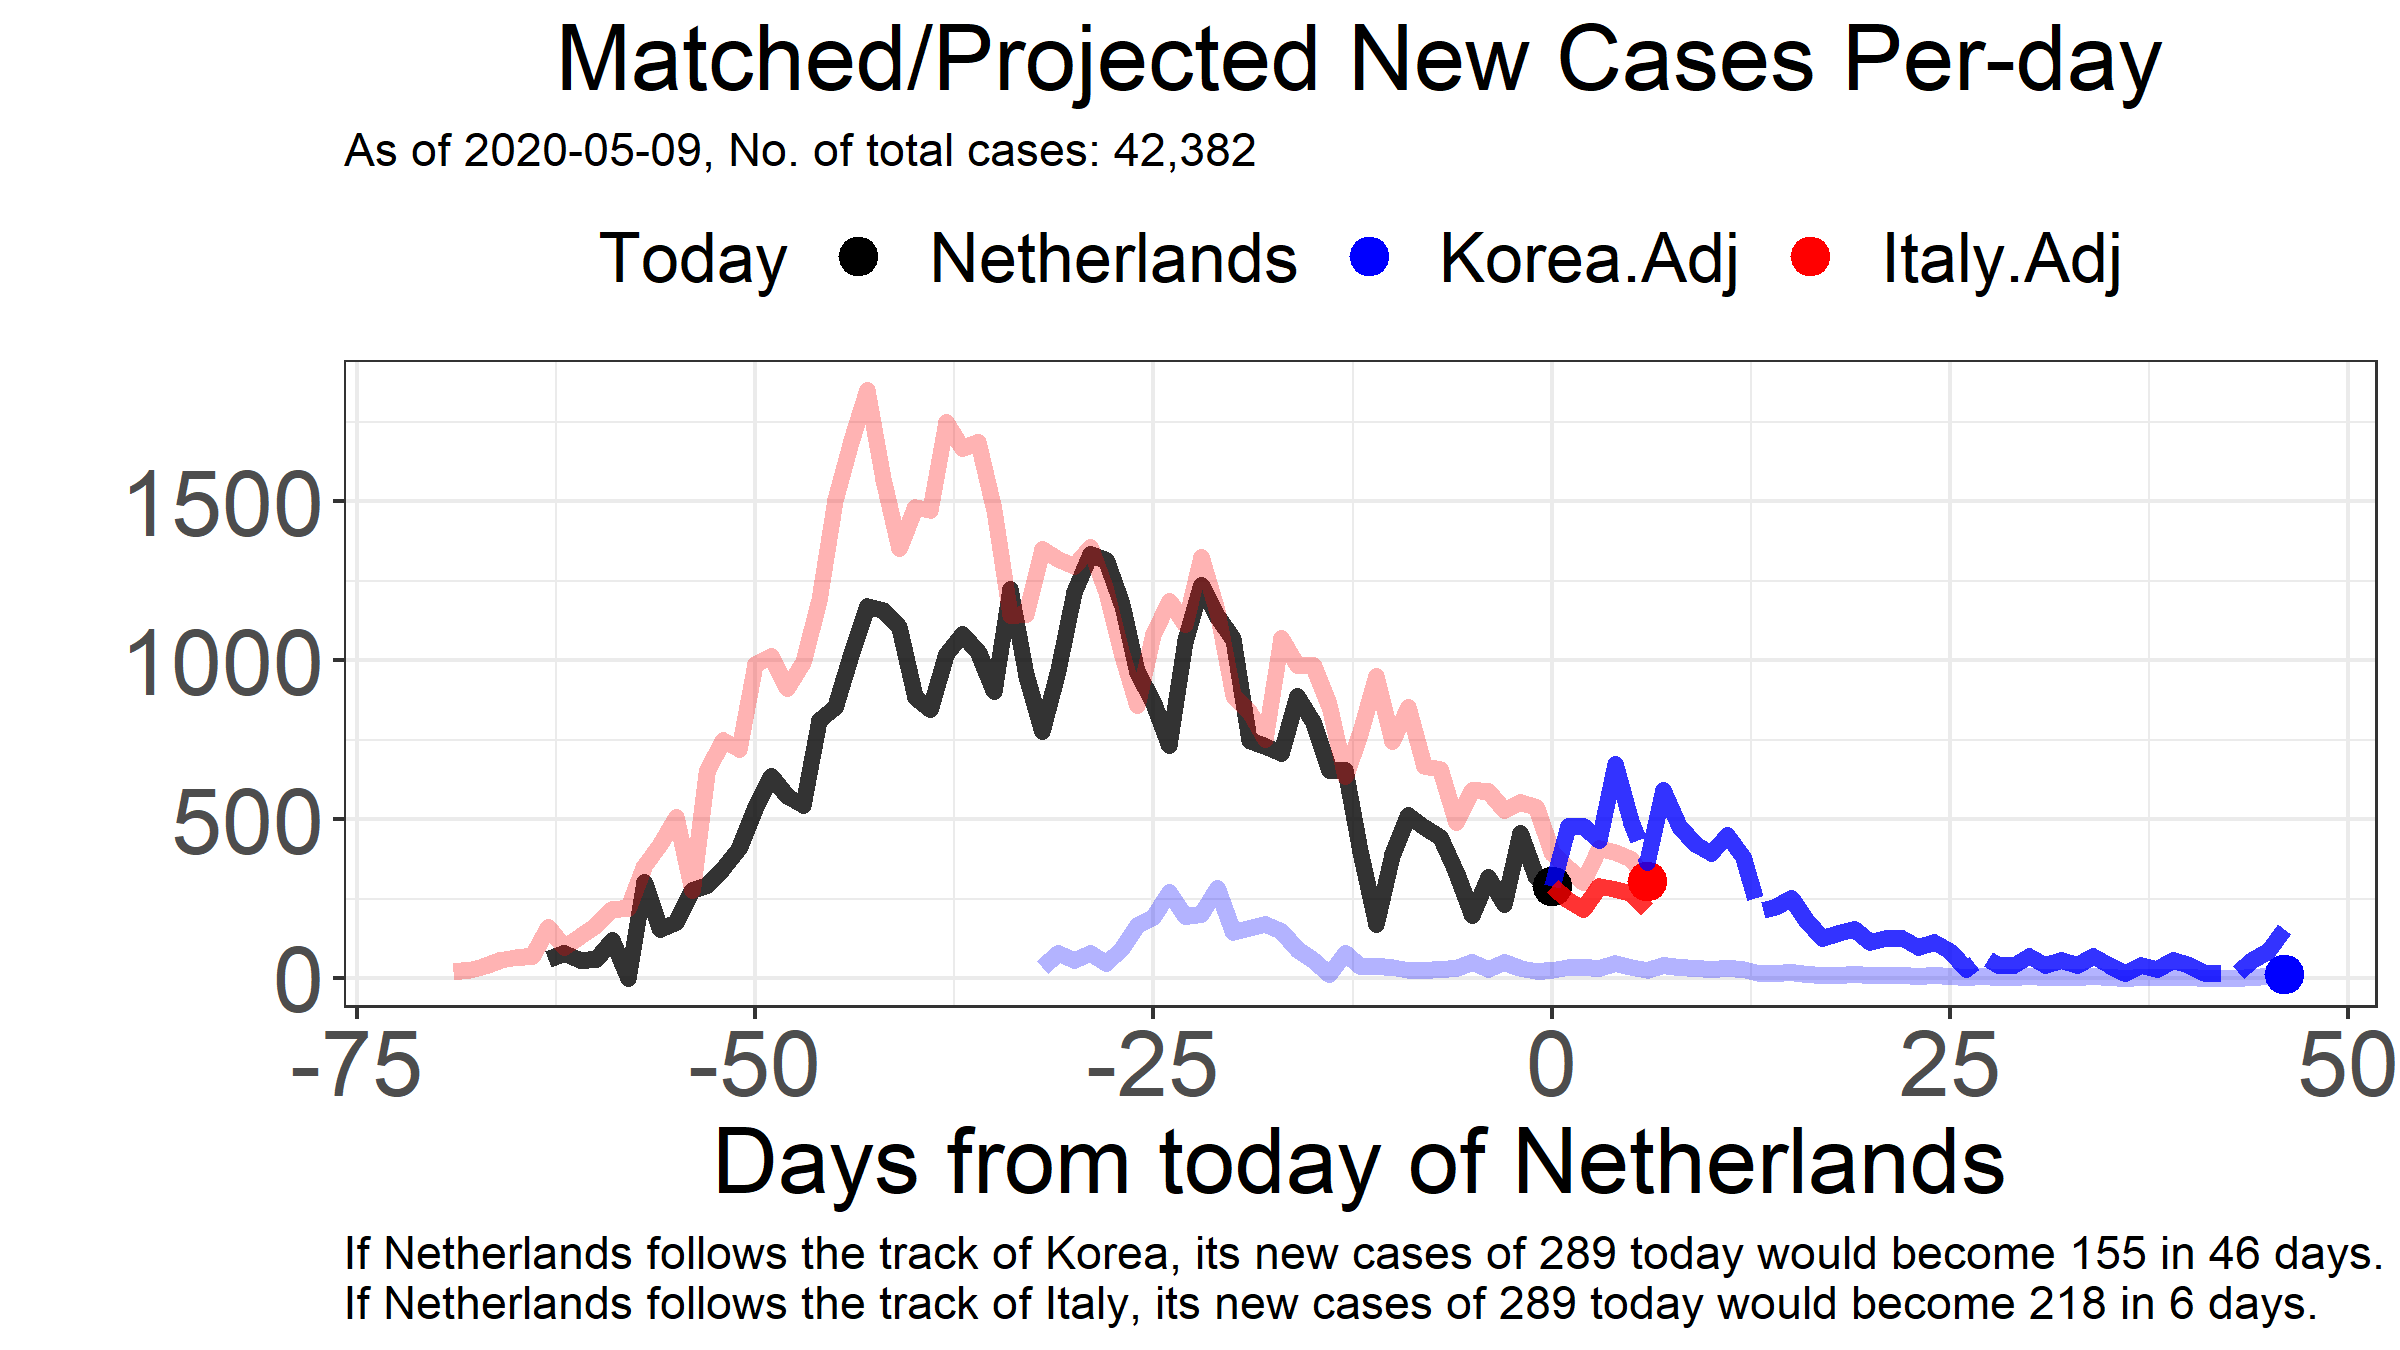 Matched/Projected New Cases Per-day
As of 2020-05-09, No. of total cases: 42,382
Today Netherlands Korea.Adj Italy.Adj
1500
1000
500
0
-75 -50 -25 0 25 50
Days from today of Netherlands
If Netherlands follows the track of Korea, its new cases of 289 today would become 155 in 46 days.
If Netherlands follows the track of Italy, its new cases of 289 today would become 218 in 6 days.